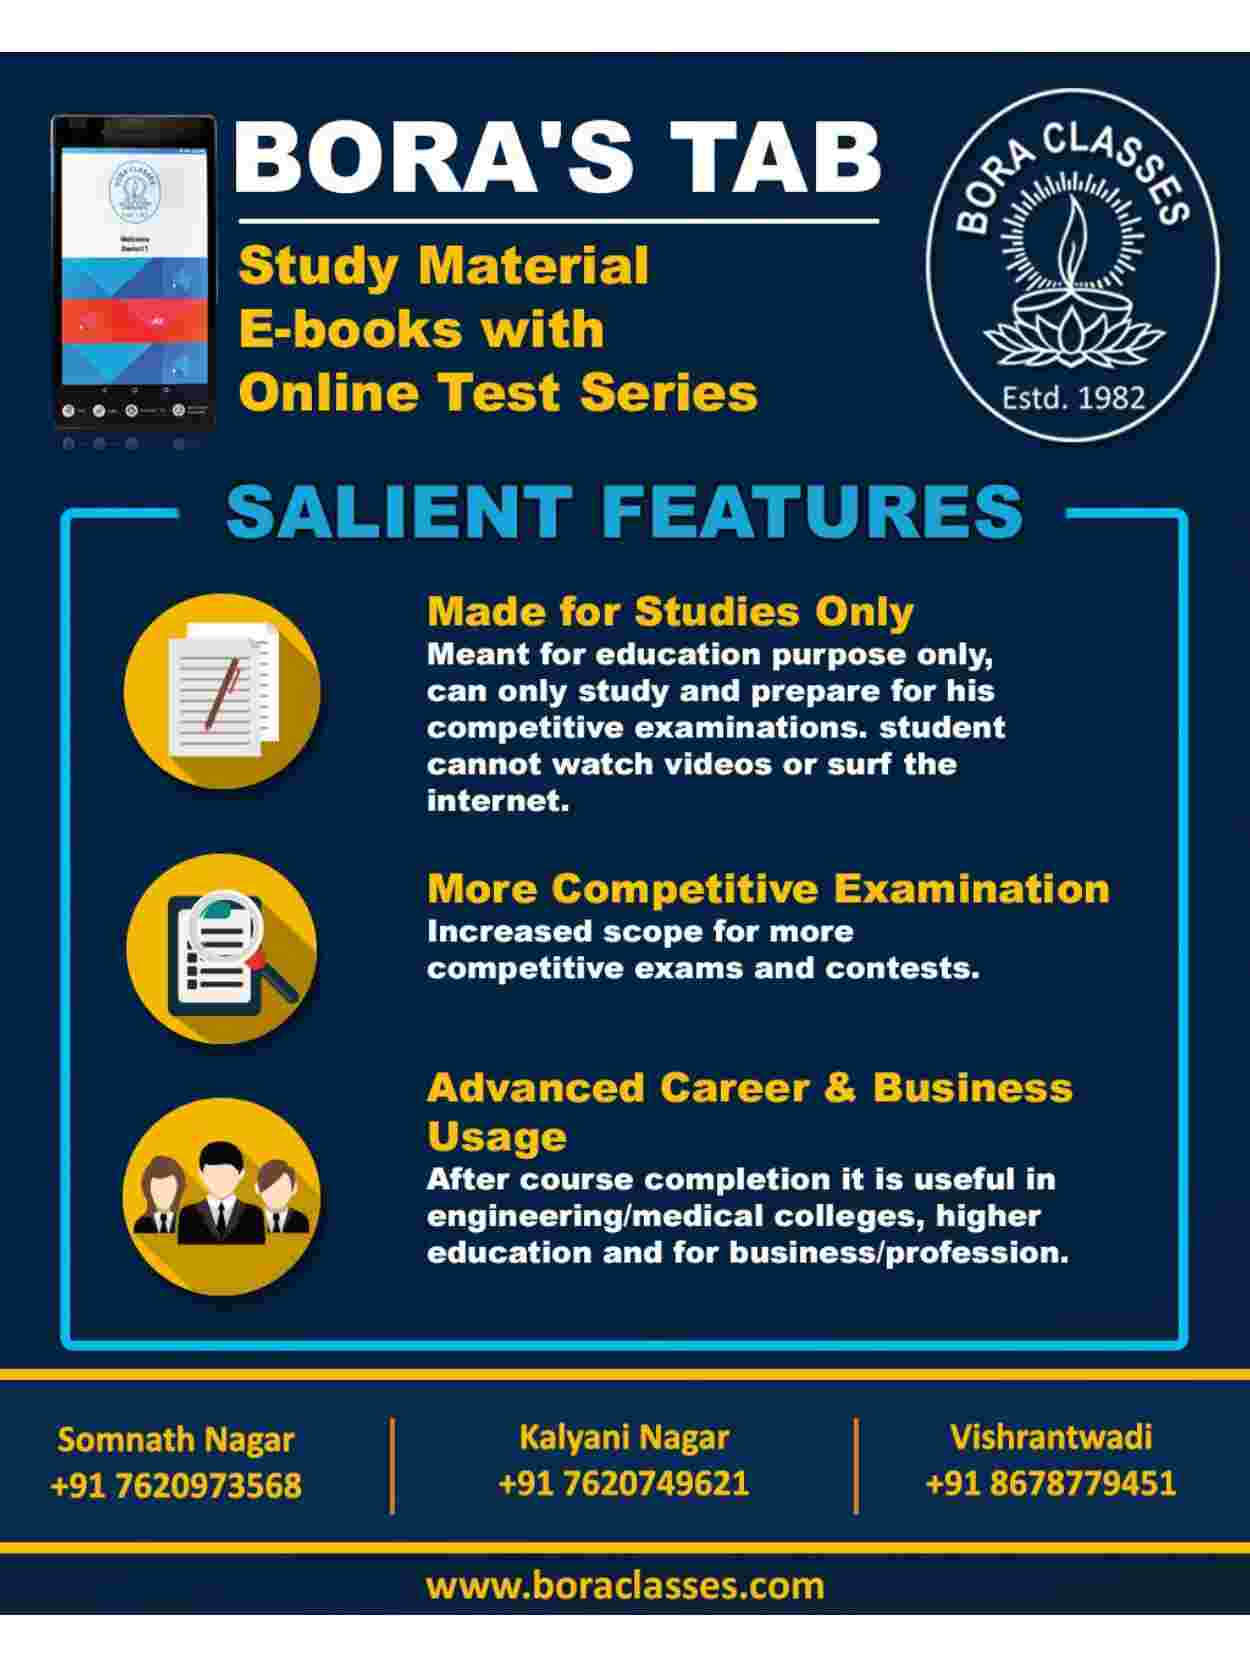 BORA'S TAB
Study Material
E-books with
Online Test Series
BORA CLASSES
Estd. 1982
BORA CLASSES
Welcome
SALIENT FEATURES
Made for Studies Only
Meant for education purpose only,
can only study and prepare for his
competitive examinations. student
cannot watch videos or surf the
internet.
More Competitive Examination
Increased scope for more
competitive exams and contests.
Advanced Career & Business
Usage
After course completion it is useful in
engineering/medical colleges, higher
education and for business/profession.
Somnath Nagar
+91 7620973568
Kalyani Nagar
+91 7620749621
Vishrantwadi
+91 8678779451
www.boraclasses.com